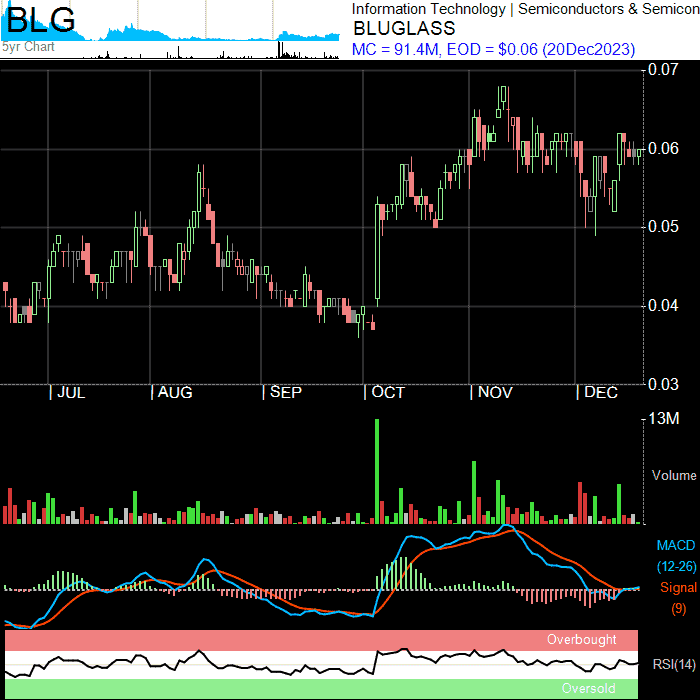 BLG
5yr Chart
Information Technology | Semiconductors & Semicon
BLUGLASS
MC = 91.4M, EOD = $0.06 (20Dec2023)
0.07
0.06
0.05
0.04
0.03
| JUL | AUG | SEP | OCT | NOV | DEC
13M
Volume
MACD
(12-26)
Signal
(9)
Overbought
RSI(14)
Oversold